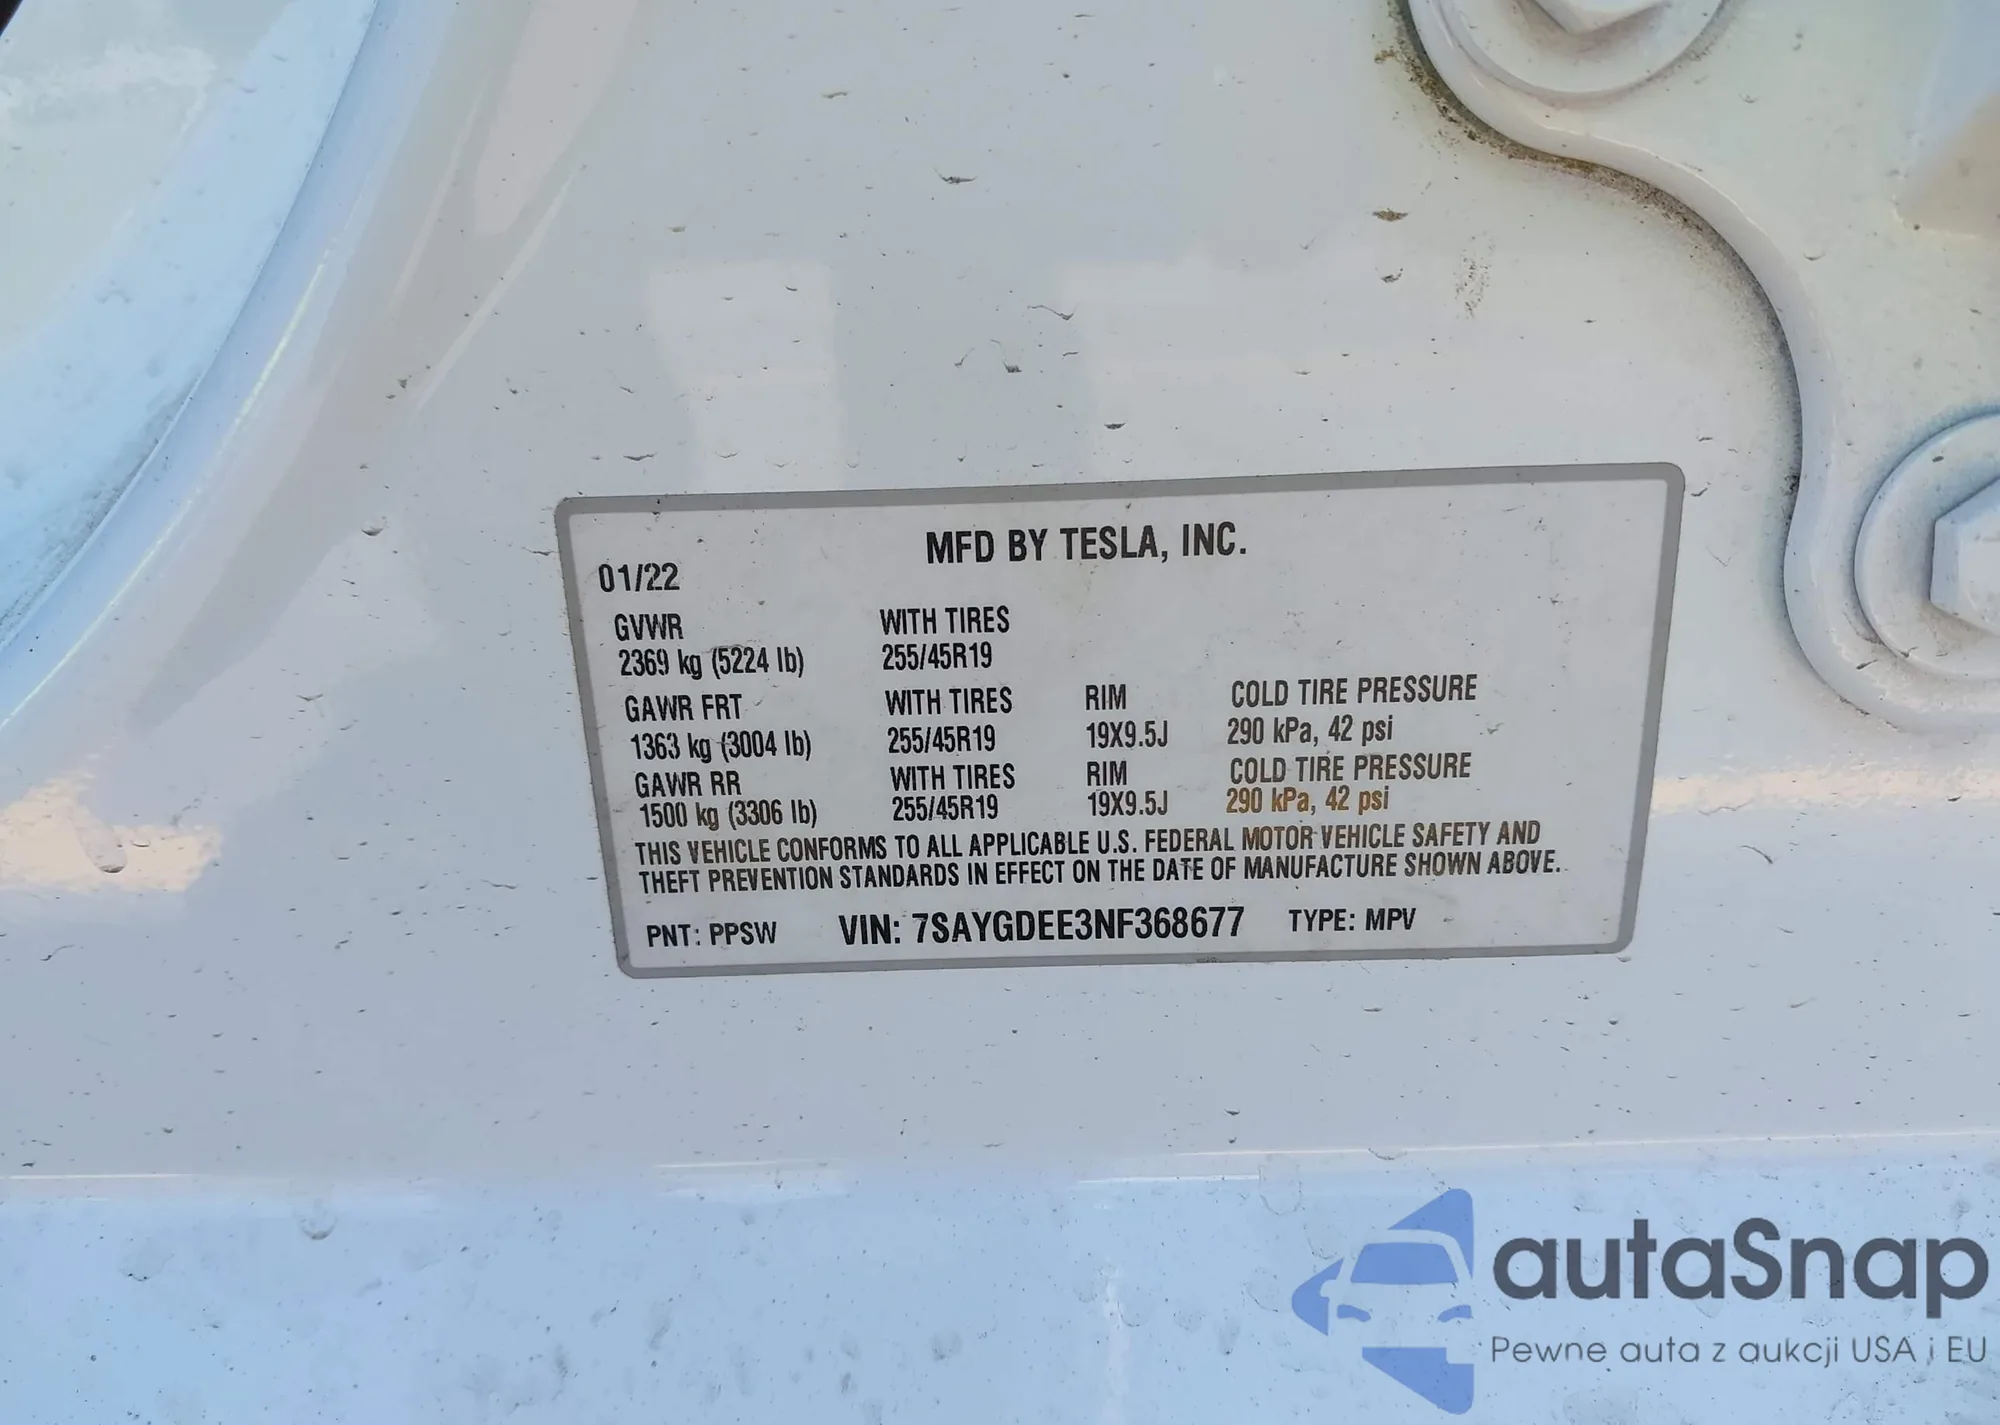 MFD BY TESLA, INC.
01/22
GVWR WITH TIRES
2369 kg (5224 lb) 255/45R19
GAWR FRT WITH TIRES RIM COLD TIRE PRESSURE
1363 kg (3004 lb) 255/45R19 19X9.5J 290 kPa, 42 psi
GAWR RR WITH TIRES RIM COLD TIRE PRESSURE
1500 kg (3306 lb) 255/45R19 19X9.5J 290 kPa, 42 psi
THIS VEHICLE CONFORMS TO ALL APPLICABLE U.S. FEDERAL MOTOR VEHICLE SAFETY AND
THEFT PREVENTION STANDARDS IN EFFECT ON THE DATE OF MANUFACTURE SHOWN ABOVE.
PNT: PPSW VIN: 7SAYGDEE3NF368677 TYPE: MPV
autaSnap
Pewne auta z aukcji USA i EU